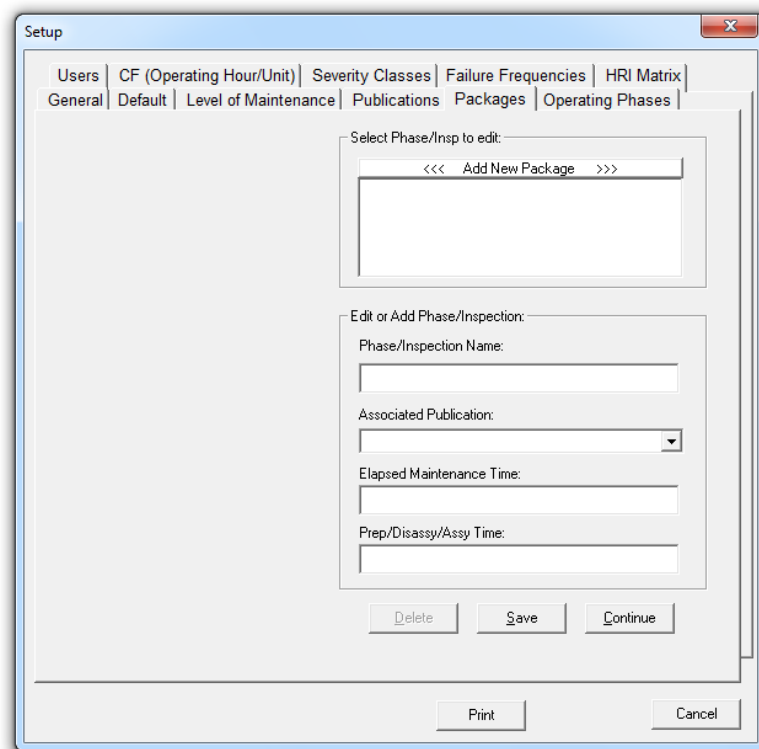 Setup
Users CF (Operating Hour/Unit) Severity Classes Failure Frequencies HRI Matrix
General Default Level of Maintenance Publications Packages Operating Phases
Select Phase/Insp to edit:
<<< Add New Package >>>
Edit or Add Phase/Inspection:
Phase/Inspection Name:
Associated Publication:
Elapsed Maintenance Time:
Prep/Disassy/Assy Time:
Delete Save Continue
Print Cancel